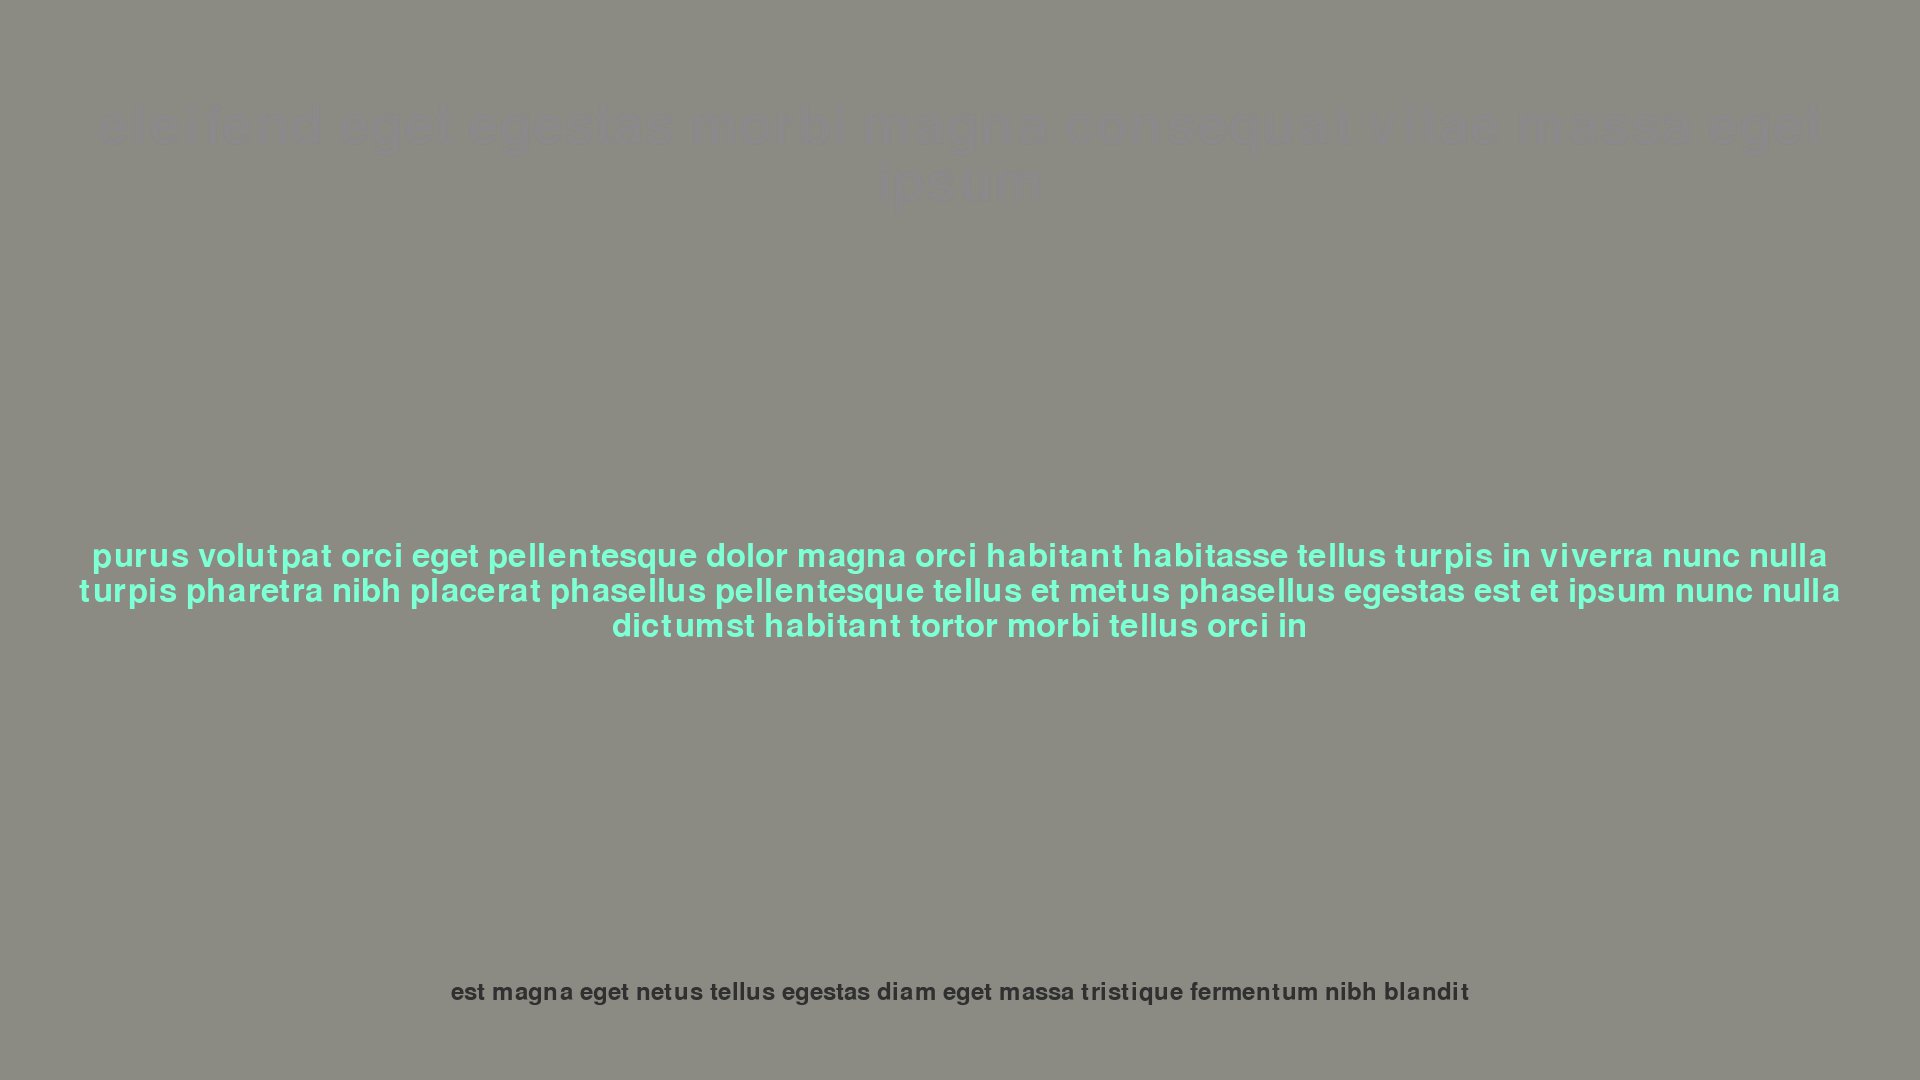 eleifend eget egestas morbi magna consequat vitae massa eget
ipsum
purus volutpat orci eget pellentesque dolor magna orci habitant habitasse tellus turpis in viverra nunc nulla
turpis pharetra nibh placerat phasellus pellentesque tellus et metus phasellus egestas est et ipsum nunc nulla
dictumst habitant tortor morbi tellus orci in
est magna eget netus tellus egestas diam eget massa tristique fermentum nibh blandit